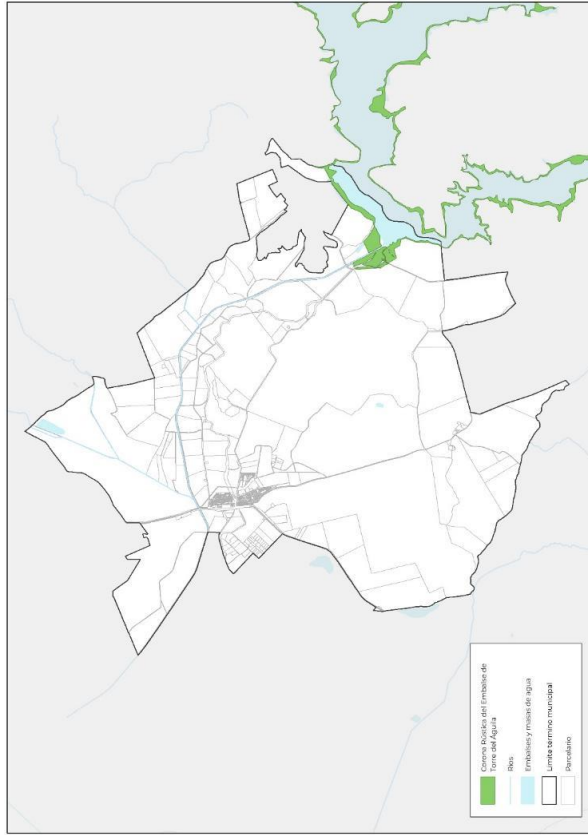 Corona Rústica del Embalse de
Torre del Águila
Ríos
Embalses y masas de agua
Límite término municipal
Parcelario